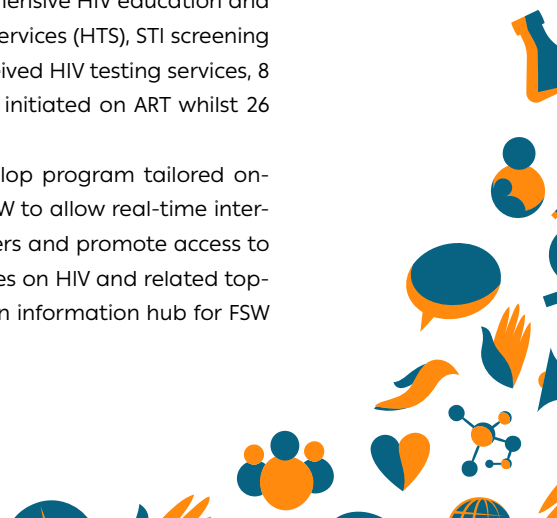 ensive HIV education and
ervices (HTS), STI screening
ived HIV testing services, 8
initiated on ART whilst 26
lop program tailored on-
W to allow real-time inter-
ers and promote access to
es on HIV and related top-
n information hub for FSW